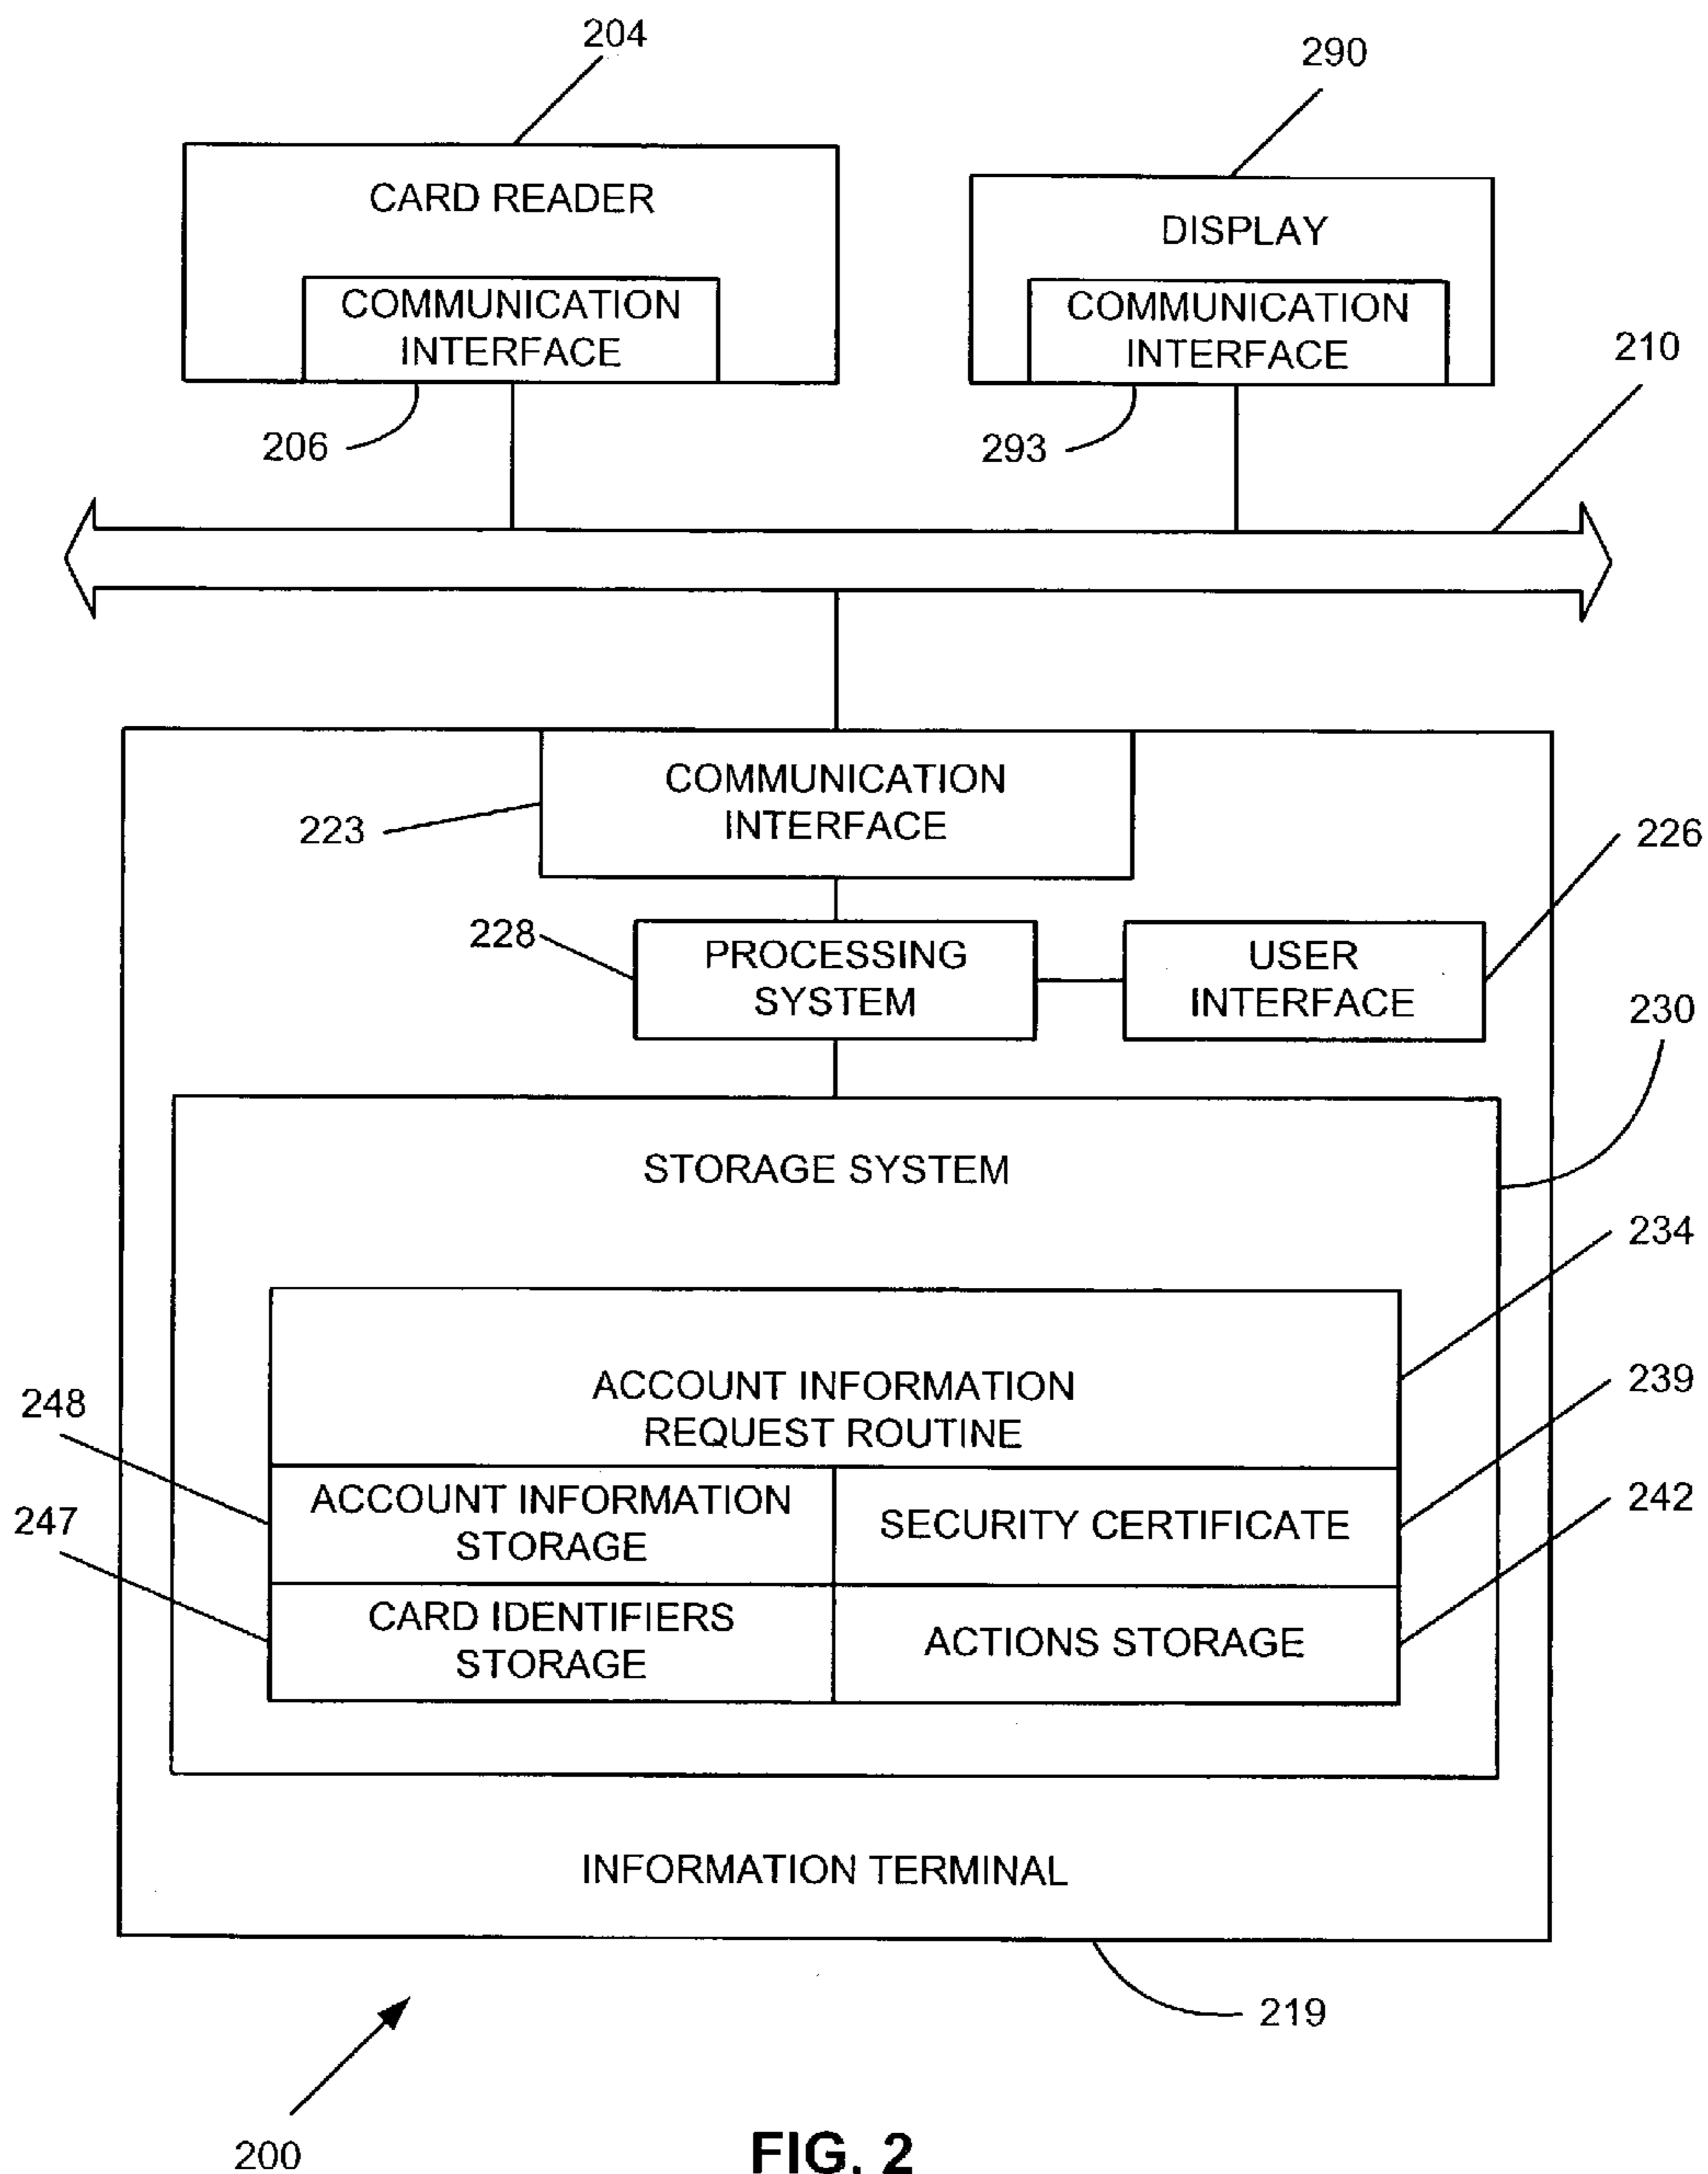 204
290
CARD READER
DISPLAY
COMMUNICATION
INTERFACE
COMMUNICATION
INTERFACE
210
206
293
COMMUNICATION
INTERFACE
223
226
228
PROCESSING
SYSTEM
USER
INTERFACE
230
STORAGE SYSTEM
234
ACCOUNT INFORMATION
REQUEST ROUTINE
239
248
ACCOUNT INFORMATION
STORAGE
SECURITY CERTIFICATE
242
247
CARD IDENTIFIERS
STORAGE
ACTIONS STORAGE
INFORMATION TERMINAL
219
200
FIG. 2